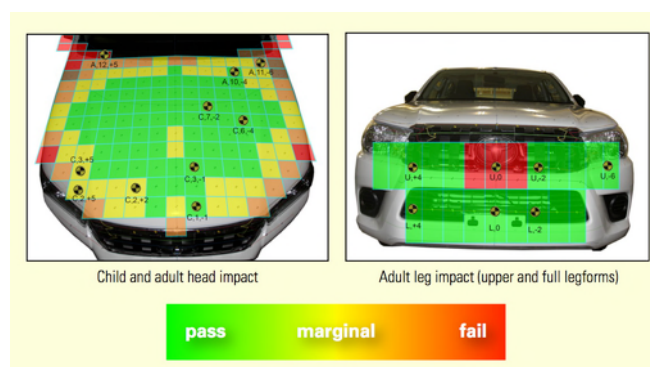 A,12,+5
A,11,-6
A,10,-4
C,7,-2
C,6,-4
C,3,+5
C,3,-1
C,2,+5
C,2,+2
C,1,-1
U,+4
U,0
U,-2
U,-6
L,+4
L,0
L,-2
Child and adult head impact
Adult leg impact (upper and full legforms)
pass
marginal
fail